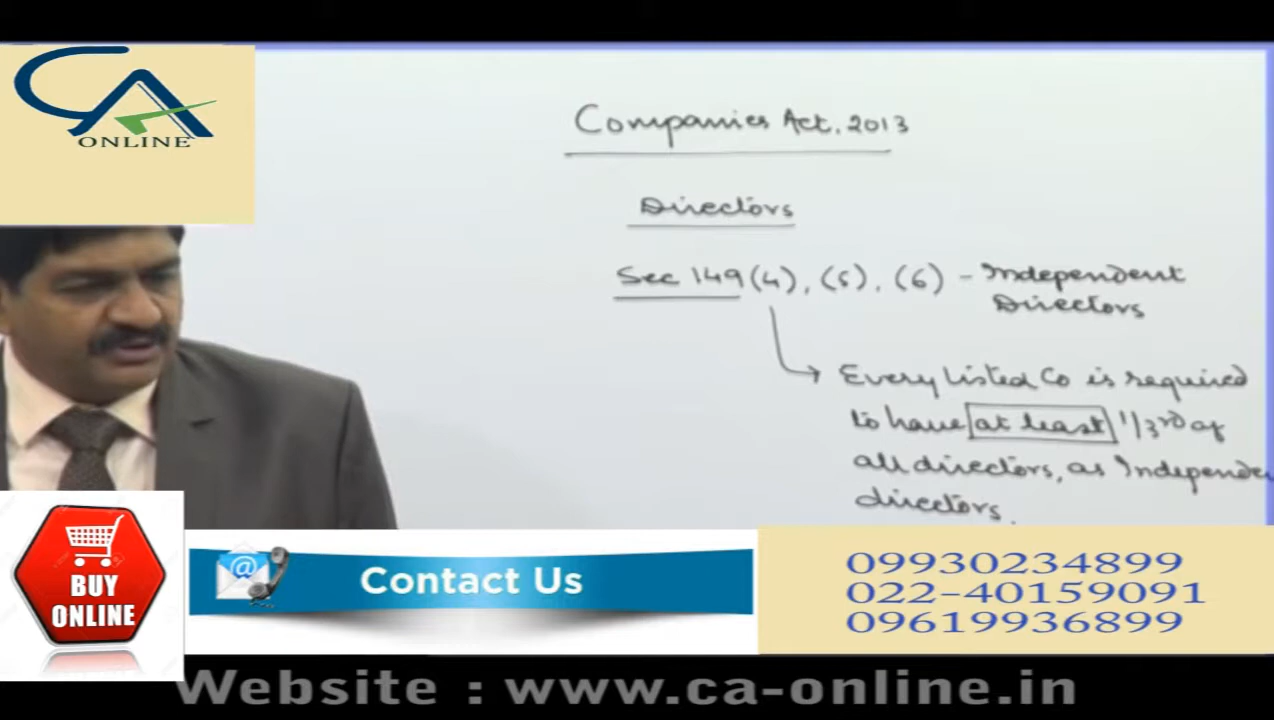 CA
ONLINE
Companies Act, 2013
Directors
Sec 149 (4), (5), (6) - Independent
Directors
Every Listed Co is required
to have at least 1/3rd of
all directors, as Independe
directors.
@
BUY
ONLINE
Contact Us
09930234899
022-40159091
09619936899
Website : www.ca-online.in